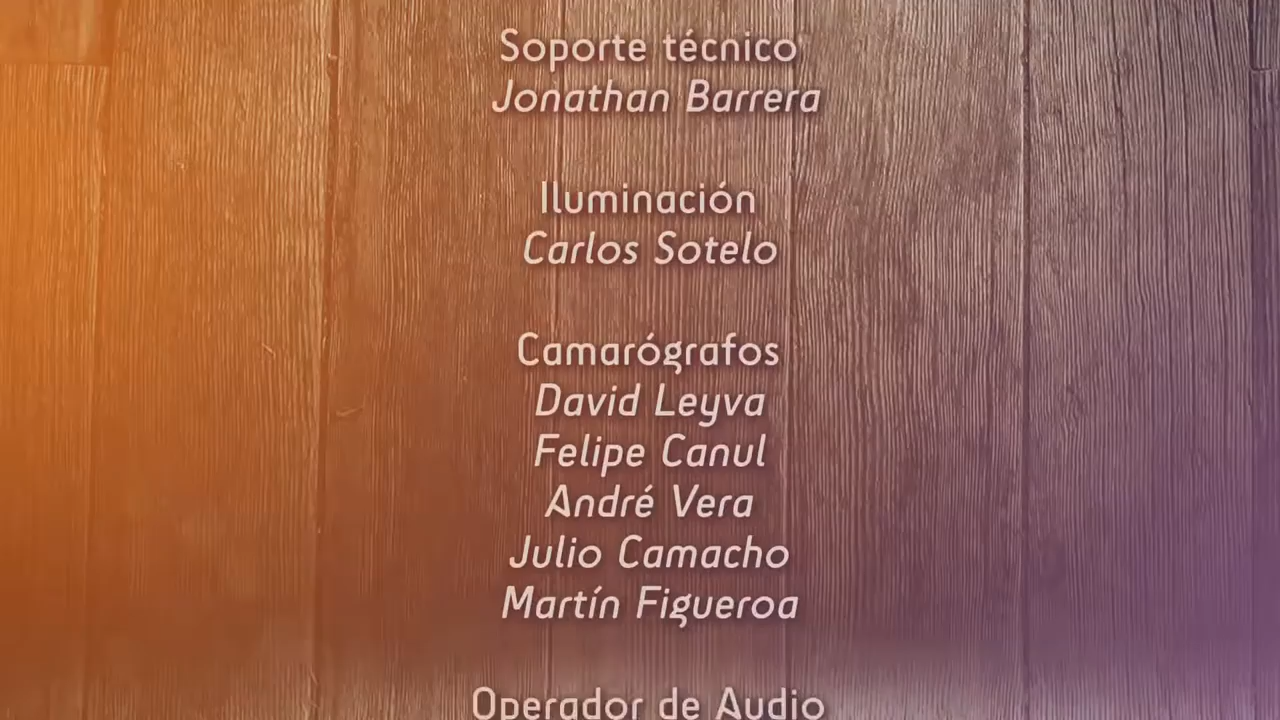 Soporte técnico
Jonathan Barrera
Iluminación
Carlos Sotelo
Camarógrafos
David Leyva
Felipe Canul
André Vera
Julio Camacho
Martín Figueroa
Operador de Audio